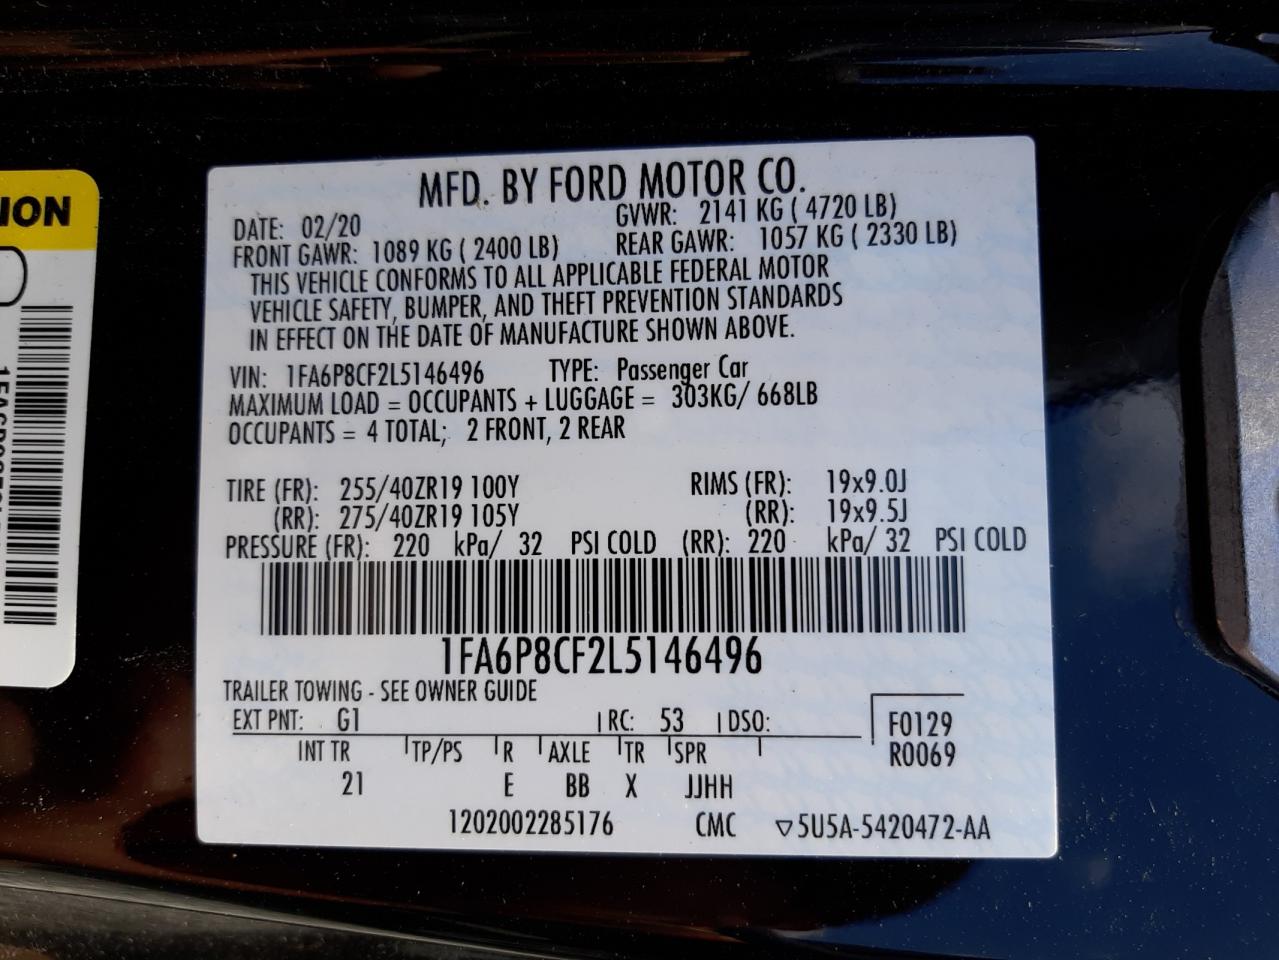 ION
MFD. BY FORD MOTOR CO.
DATE: 02/20 GVWR: 2141 KG ( 4720 LB)
FRONT GAWR: 1089 KG ( 2400 LB) REAR GAWR: 1057 KG ( 2330 LB)
THIS VEHICLE CONFORMS TO ALL APPLICABLE FEDERAL MOTOR
VEHICLE SAFETY, BUMPER, AND THEFT PREVENTION STANDARDS
IN EFFECT ON THE DATE OF MANUFACTURE SHOWN ABOVE.
VIN: 1FA6P8CF2L5146496 TYPE: Passenger Car
MAXIMUM LOAD = OCCUPANTS + LUGGAGE = 303KG/ 668LB
OCCUPANTS = 4 TOTAL; 2 FRONT, 2 REAR
TIRE (FR): 255/40ZR19 100Y RIMS (FR): 19x9.0J
(RR): 275/40ZR19 105Y (RR): 19x9.5J
PRESSURE (FR): 220 kPa/ 32 PSI COLD (RR): 220 kPa/ 32 PSI COLD
1FA6P8CF2L5146496
TRAILER TOWING - SEE OWNER GUIDE
EXT PNT: G1 RC: 53 DSO: F0129
INT TR TP/PS R AXLE TR SPR R0069
21 E BB X JJHH
1202002285176 CMC ▽5U5A-5420472-AA